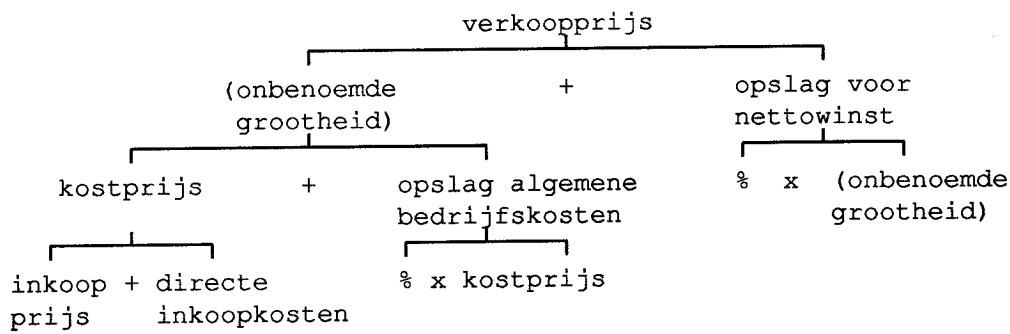 verkoopprijs
(onbenoemde + opslag voor
grootheid) nettowinst
kostprijs + opslag algemene % x (onbenoemde
bedrijfskosten grootheid)
inkoop + directe % x kostprijs
prijs inkoopkosten